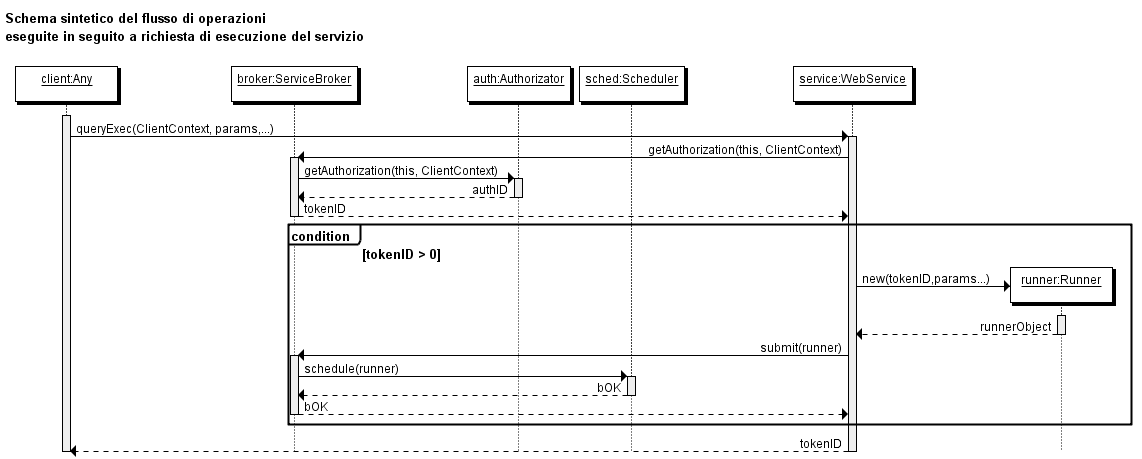 Schema sintetico del flusso di operazioni
eseguite in seguito a richiesta di esecuzione del servizio
client:Any
broker:ServiceBroker
auth:Authorizator
sched:Scheduler
service:WebService
queryExec(ClientContext, params,...)
getAuthorization(this, ClientContext)
getAuthorization(this, ClientContext)
authID
tokenID
condition
[tokenID > 0]
new(tokenID,params...)
runner:Runner
runnerObject
submit(runner)
schedule(runner)
bOK
bOK
tokenID